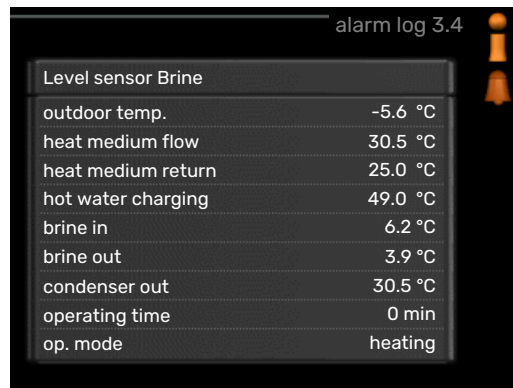 alarm log 3.4
Level sensor Brine
outdoor temp. -5.6 °C
heat medium flow 30.5 °C
heat medium return 25.0 °C
hot water charging 49.0 °C
brine in 6.2 °C
brine out 3.9 °C
condenser out 30.5 °C
operating time 0 min
op. mode heating